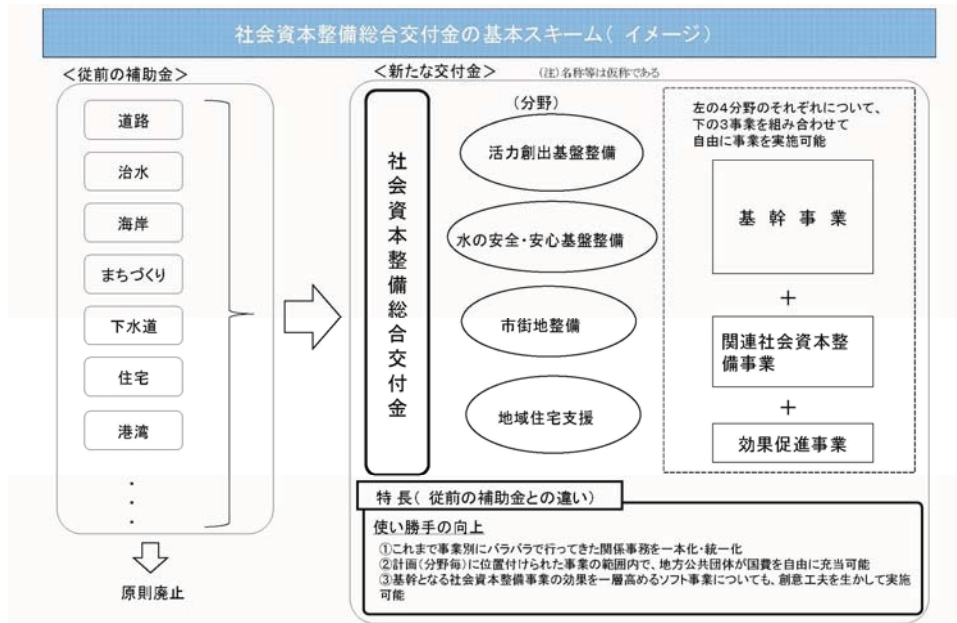 社会資本整備総合交付金の基本スキーム( イメージ)
＜従前の補助金＞
道路
治水
海岸
まちづくり
下水道
住宅
港湾
・
・
・
原則廃止
＜新たな交付金＞
(注)名称等は仮称である
社会資本整備総合交付金
(分野)
活力創出基盤整備
水の安全・安心基盤整備
市街地整備
地域住宅支援
左の4分野のそれぞれについて、
下の3事業を組み合わせて
自由に事業を実施可能
基 幹 事 業
＋
関連社会資本整
備事業
＋
効果促進事業
特 長( 従前の補助金との違い)
使い勝手の向上
①これまで事業別にバラバラで行ってきた関係事務を一本化・統一化
②計画(分野毎)に位置付けられた事業の範囲内で、地方公共団体が国費を自由に充当可能
③基幹となる社会資本整備事業の効果を一層高めるソフト事業についても、創意工夫を生かして実施
可能